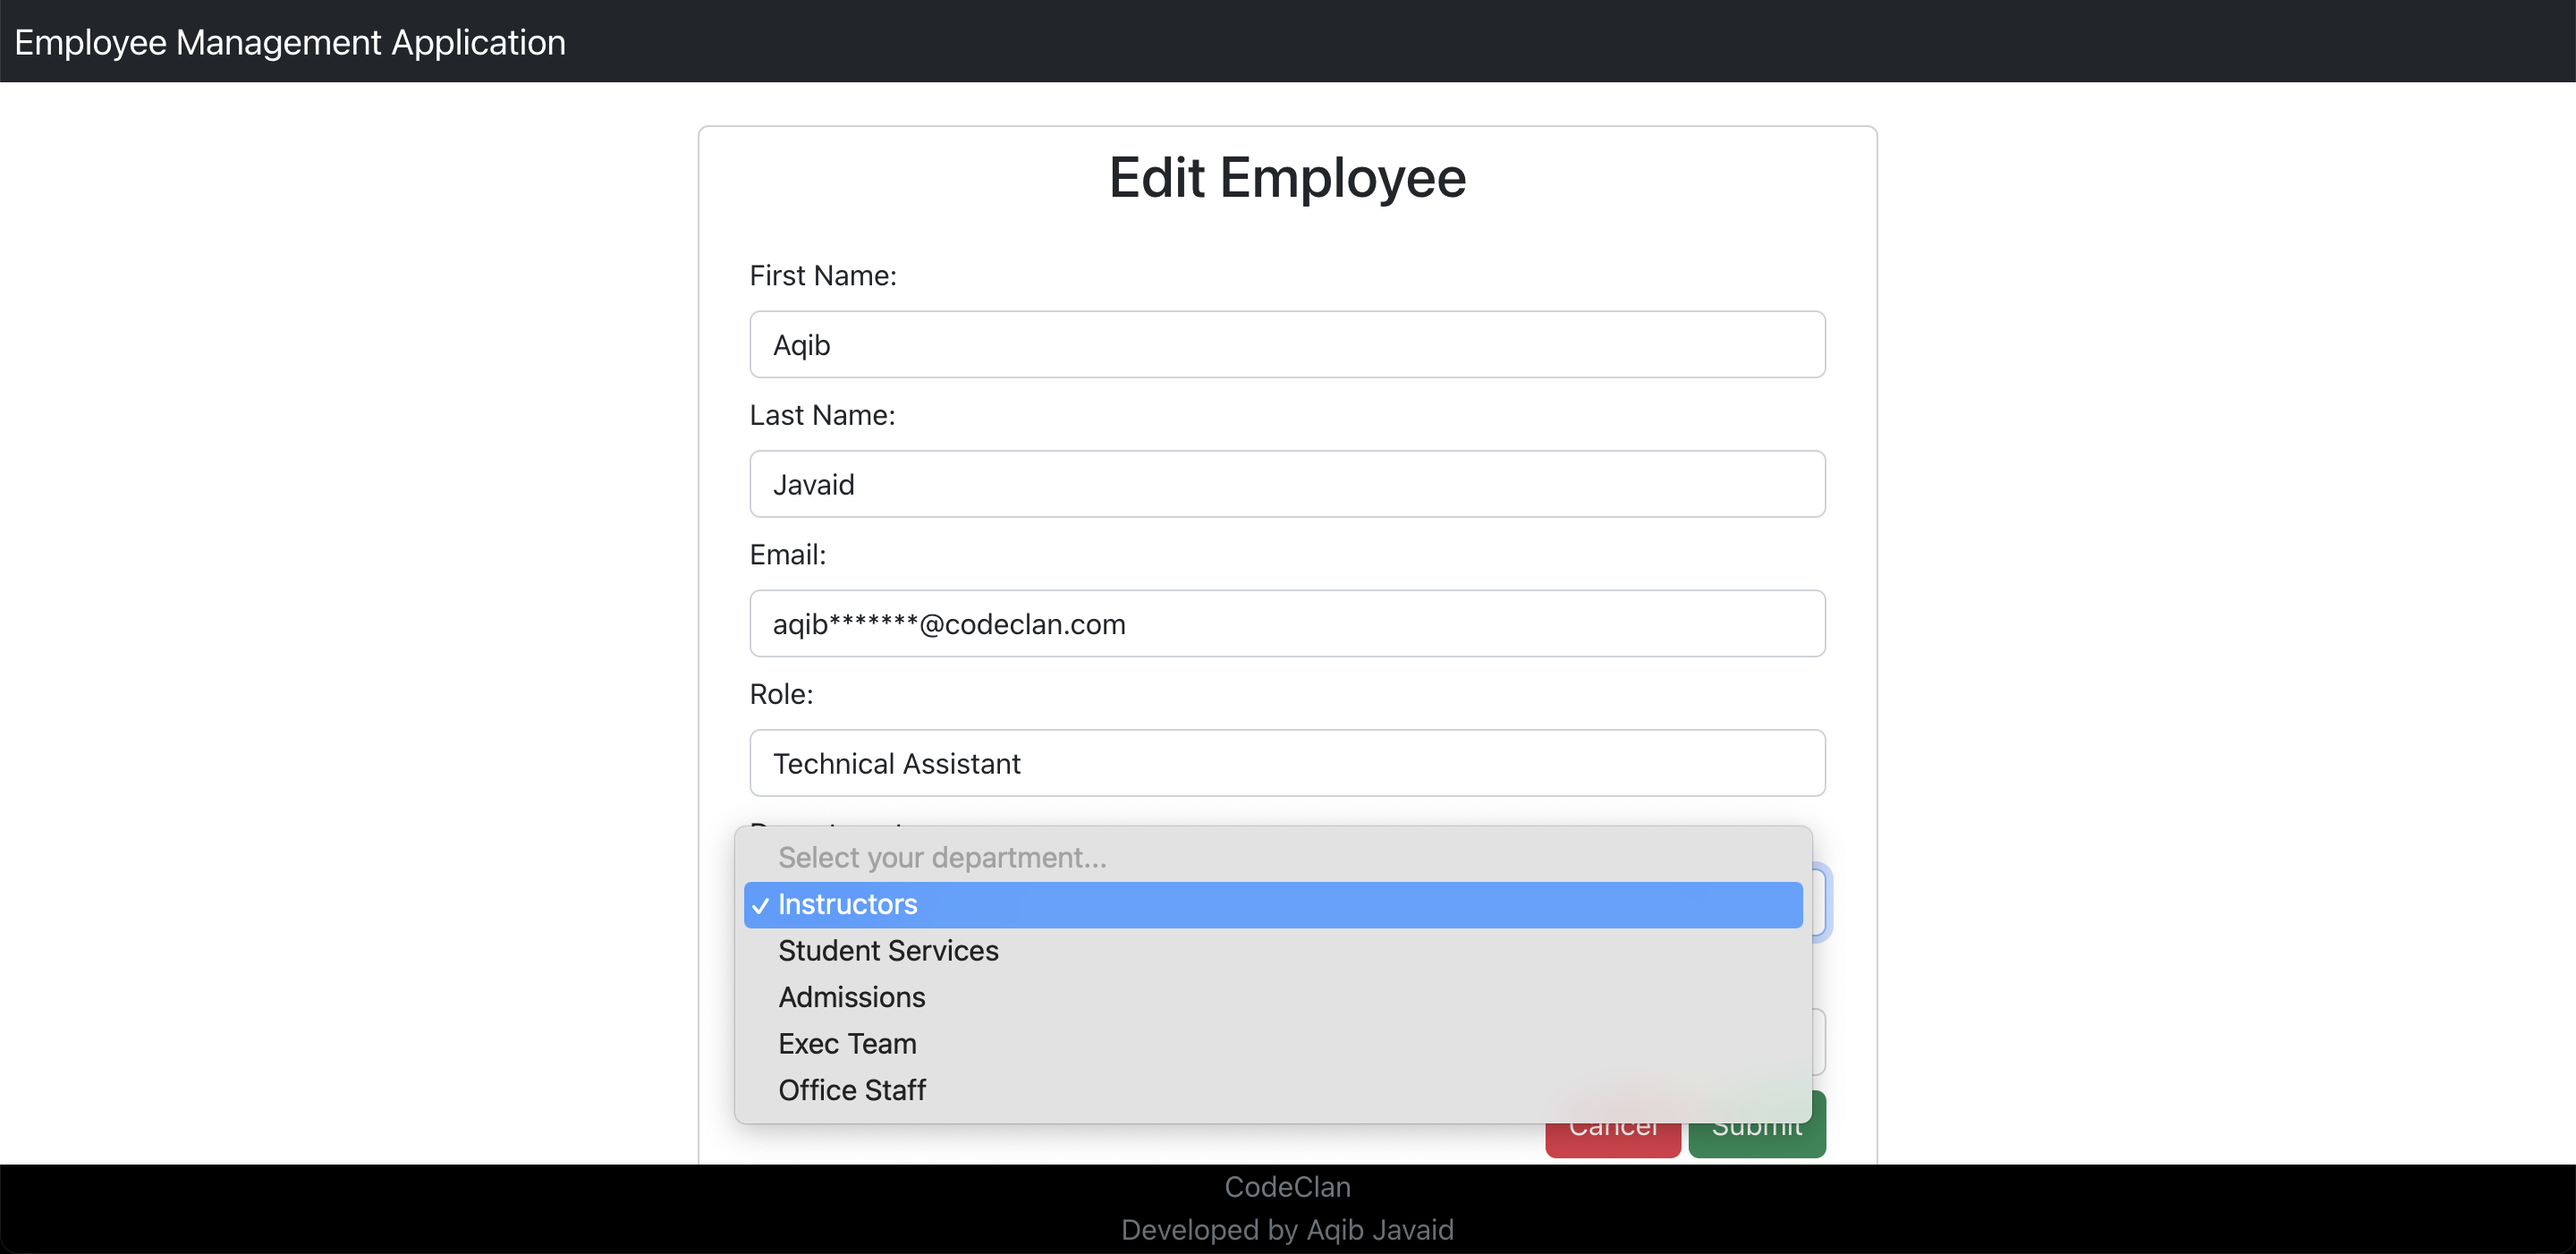 Employee Management Application
Edit Employee
First Name:
Aqib
Last Name:
Javaid
Email:
aqib*******@codeclan.com
Role:
Technical Assistant
Select your department...
✓ Instructors
Student Services
Admissions
Exec Team
Office Staff
Cancel Submit
CodeClan
Developed by Aqib Javaid